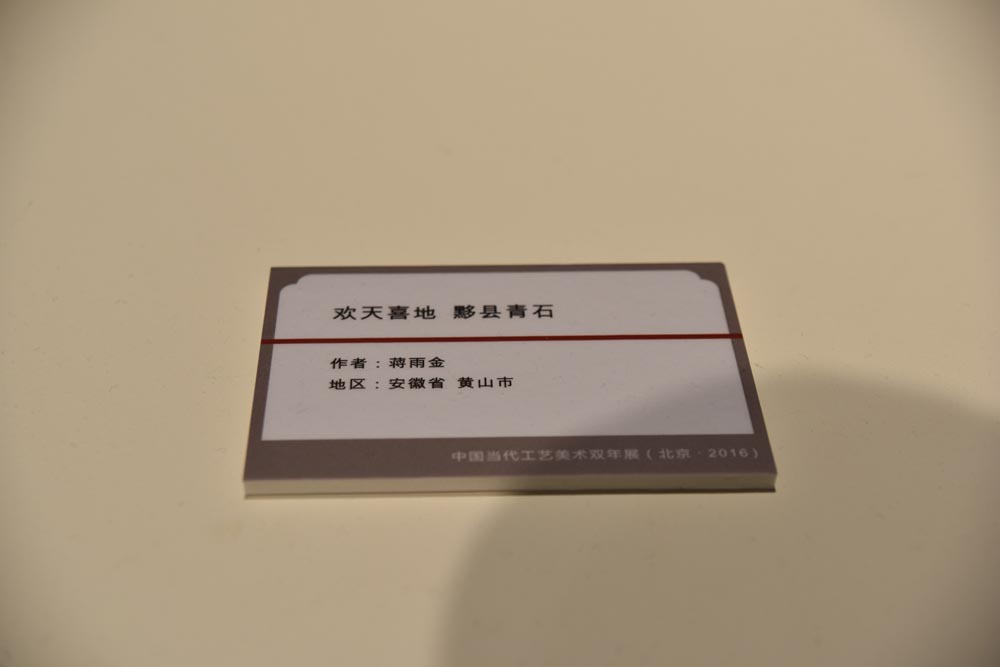 欢天喜地 黟县青石
作者：蒋雨金
地区：安徽省 黄山市
中国当代工艺美术双年展（北京·2016）